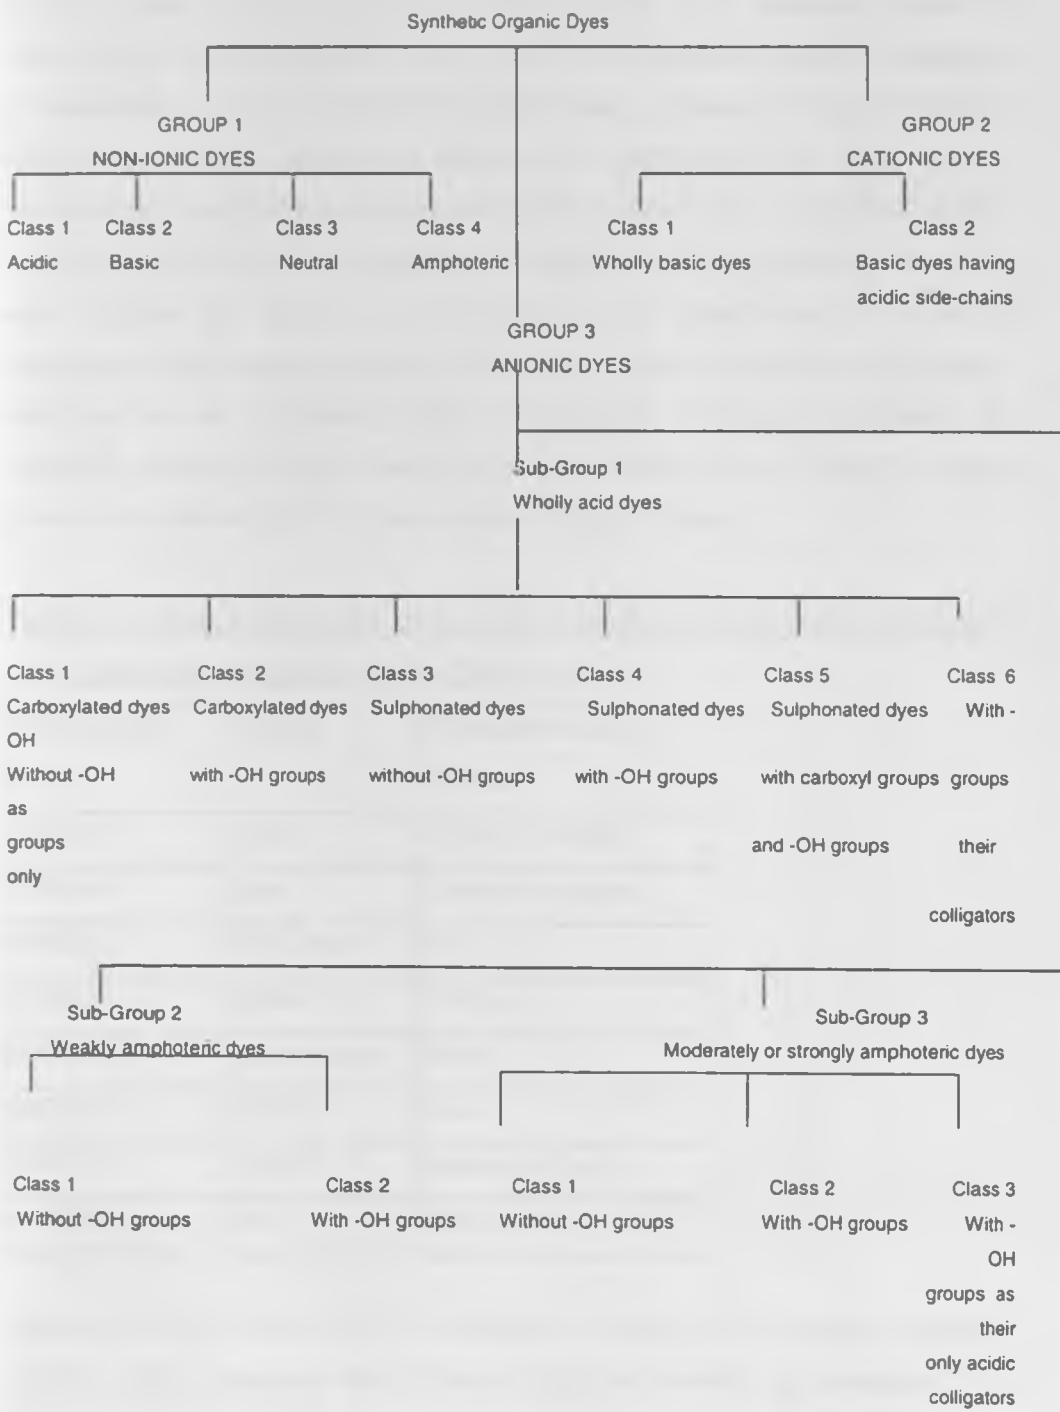 Synthetic Organic Dyes
GROUP 1 GROUP 2
NON-IONIC DYES CATIONIC DYES
Class 1 Class 2 Class 3 Class 4 Class 1 Class 2
Acidic Basic Neutral Amphoteric Wholly basic dyes Basic dyes having
acidic side-chains
GROUP 3
ANIONIC DYES
Sub-Group 1
Wholly acid dyes
Class 1 Class 2 Class 3 Class 4 Class 5 Class 6
Carboxylated dyes Carboxylated dyes Sulphonated dyes Sulphonated dyes Sulphonated dyes With -
OH
Without -OH with -OH groups without -OH groups with -OH groups with carboxyl groups groups
as
groups and -OH groups their
only
colligators
Sub-Group 2 Sub-Group 3
Weakly amphoteric dyes Moderately or strongly amphoteric dyes
Class 1 Class 2 Class 1 Class 2 Class 3
Without -OH groups With -OH groups Without -OH groups With -OH groups With -
OH
groups as
their
only acidic
colligators